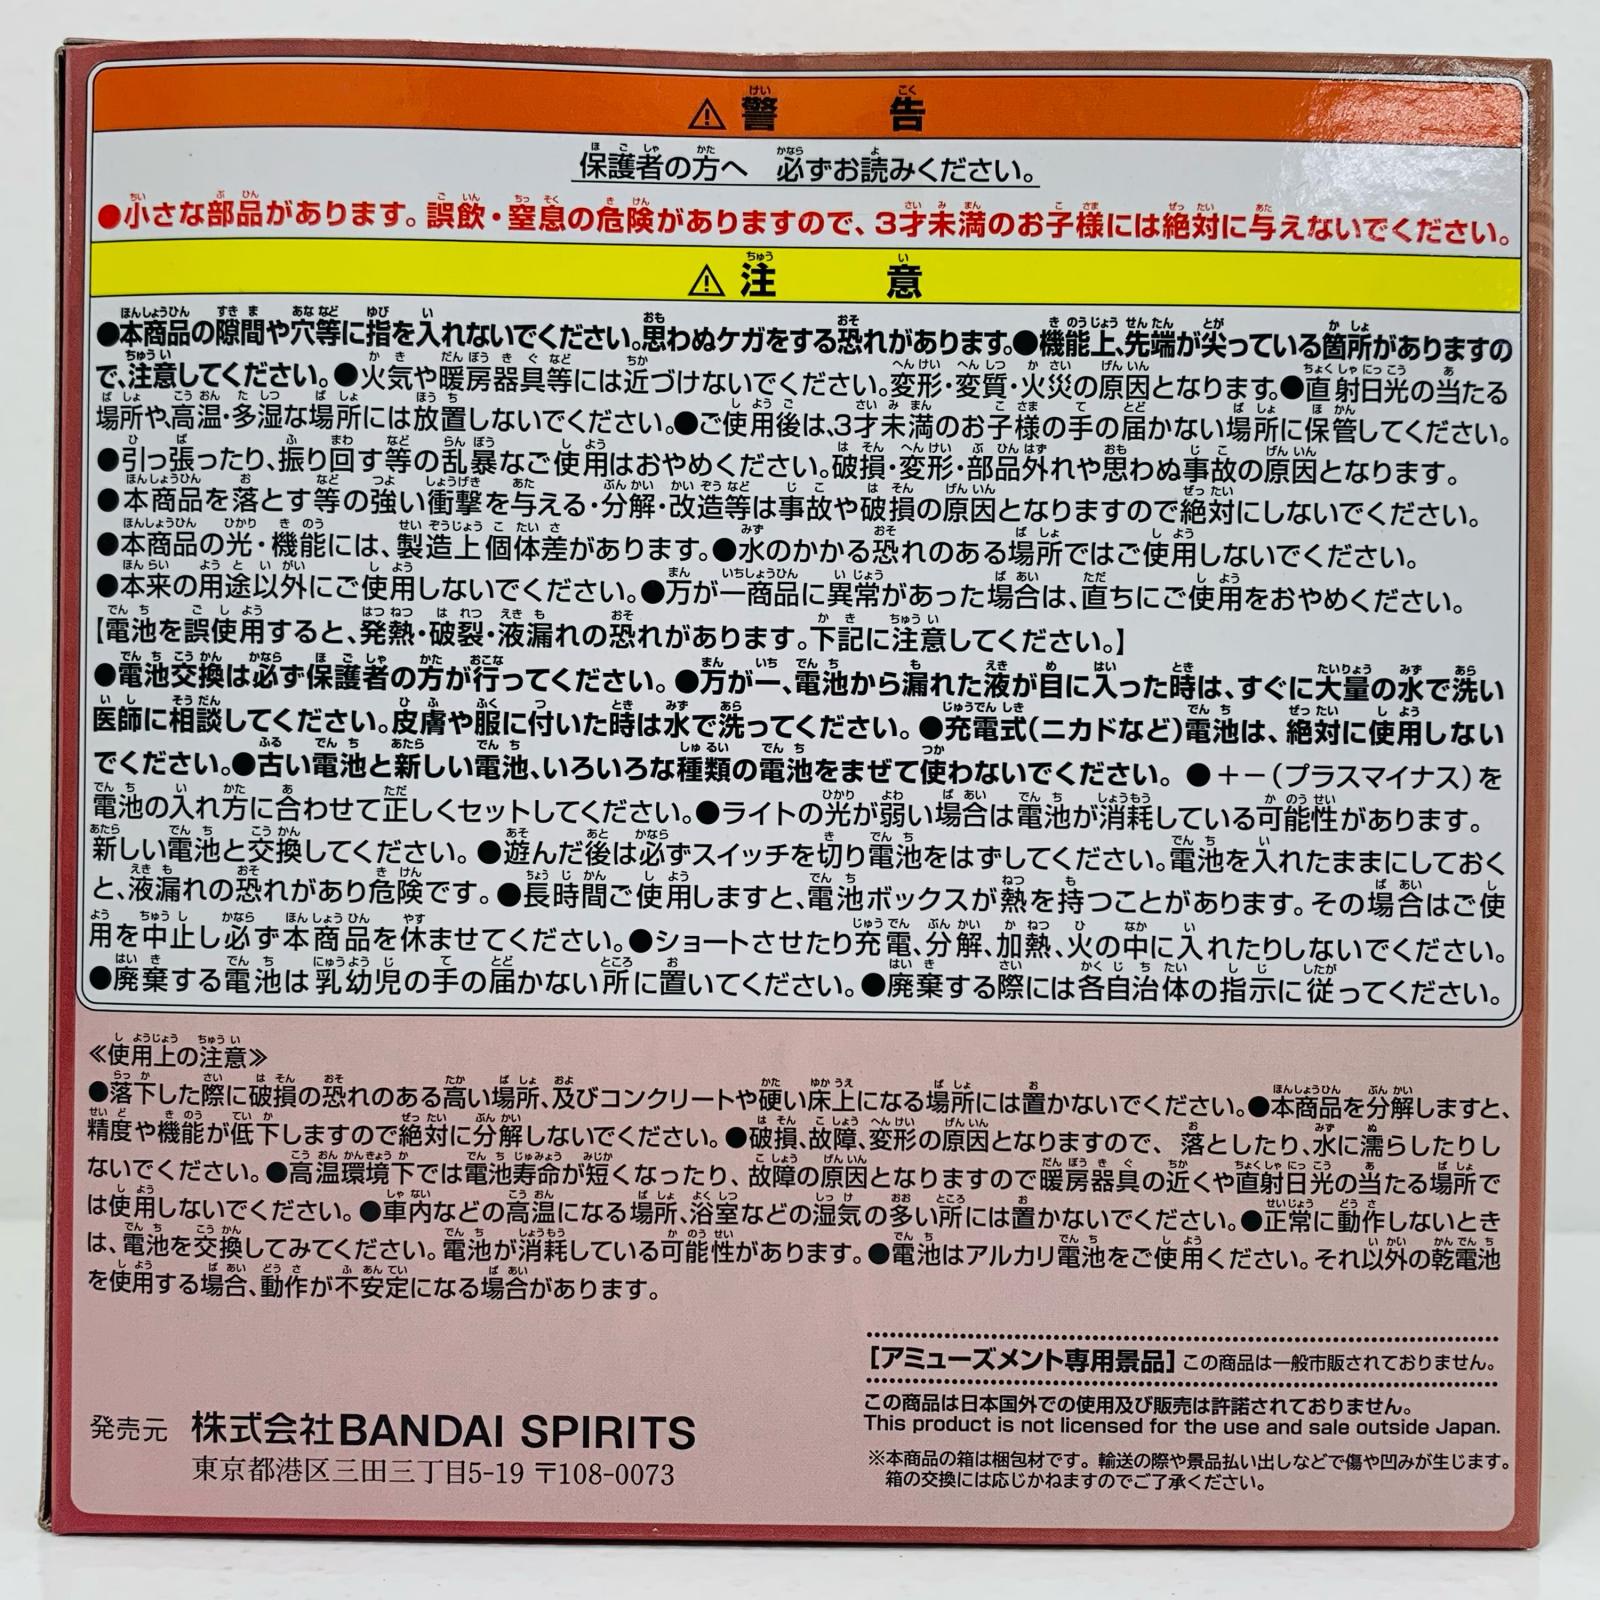 ⚠警告
保護者の方へ 必ずお読みください。
●小さな部品があります。誤飲・窒息の危険がありますので、3才未満のお子様には絶対に与えないでください。
⚠注意
●本商品の隙間や穴等に指を入れないでください。思わぬケガをする恐れがあります。●機能上、先端が尖っている箇所がありますの
で、注意してください。●火気や暖房器具等には近づけないでください。変形・変質・火災の原因となります。●直射日光の当たる
場所や、高温・多湿な場所には放置しないでください。●ご使用後は、3才未満のお子様の手の届かない場所に保管してください。
●引っ張ったり、振り回す等の乱暴なご使用はおやめください。破損・変形・部品外れや思わぬ事故の原因となります。
●本商品を落とす等の強い衝撃を与える・分解・改造等は事故や破損の原因となりますので絶対にしないでください。
●本商品の光・機能には、製造上個体差があります。●水のかかる恐れのある場所ではご使用しないでください。
●本来の用途以外にご使用しないでください。●万が一商品に異常があった場合は、直ちにご使用をおやめください。
【電池を誤使用すると、発熱・破裂・液漏れの恐れがあります。下記に注意してください。】
●電池交換は必ず保護者の方が行ってください。●万が一、電池から漏れた液が目に入った時は、すぐに大量の水で洗い
医師に相談してください。皮膚や服に付いた時は水で洗ってください。●充電式(ニカドなど)電池は、絶対に使用しない
でください。●古い電池と新しい電池、いろいろな種類の電池をまぜて使わないでください。●+-(プラスマイナス)を
電池の入れ方に合わせて正しくセットしてください。●ライトの光が弱い場合は電池が消耗している可能性があります。
新しい電池と交換してください。●遊んだ後は必ずスイッチを切り電池をはずしてください。電池を入れたままにしておく
と、液漏れの恐れがあり危険です。●長時間ご使用しますと、電池ボックスが熱を持つことがあります。その場合はご使
用を中止し必ず本商品を休ませてください。●ショートさせたり充電、分解、加熱、火の中に入れたりしないでください。
●廃棄する電池は乳幼児の手の届かない所に置いてください。●廃棄する際には各自治体の指示に従ってください。
≪使用上の注意≫
●落下した際に破損の恐れのある高い場所、及びコンクリートや硬い床上になる場所には置かないでください。●本商品を分解しますと、
精度や機能が低下しますので絶対に分解しないでください。●破損、故障、変形の原因となりますので、落としたり、水に濡らしたりし
ないでください。●高温環境下では電池寿命が短くなったり、故障の原因となりますので暖房器具の近くや直射日光の当たる場所で
は使用しないでください。●車内などの高温になる場所、浴室などの湿気の多い所には置かないでください。●正常に動作しないとき
は、電池を交換してみてください。電池が消耗している可能性があります。●電池はアルカリ電池をご使用ください。それ以外の乾電池
を使用する場合、動作が不安定になる場合があります。
[アミューズメント専用景品]この商品は一般市販されておりません。
この商品は日本国外での使用及び販売は許諾されておりません。
This product is not licensed for the use and sale outside Japan.
※本商品の箱は梱包材です。輸送の際や景品払い出しなどで傷や凹みが生じます。
箱の交換には応じかねますのでご了承ください。
発売元 株式会社BANDAI SPIRITS
東京都港区三田三丁目5-19 〒108-0073